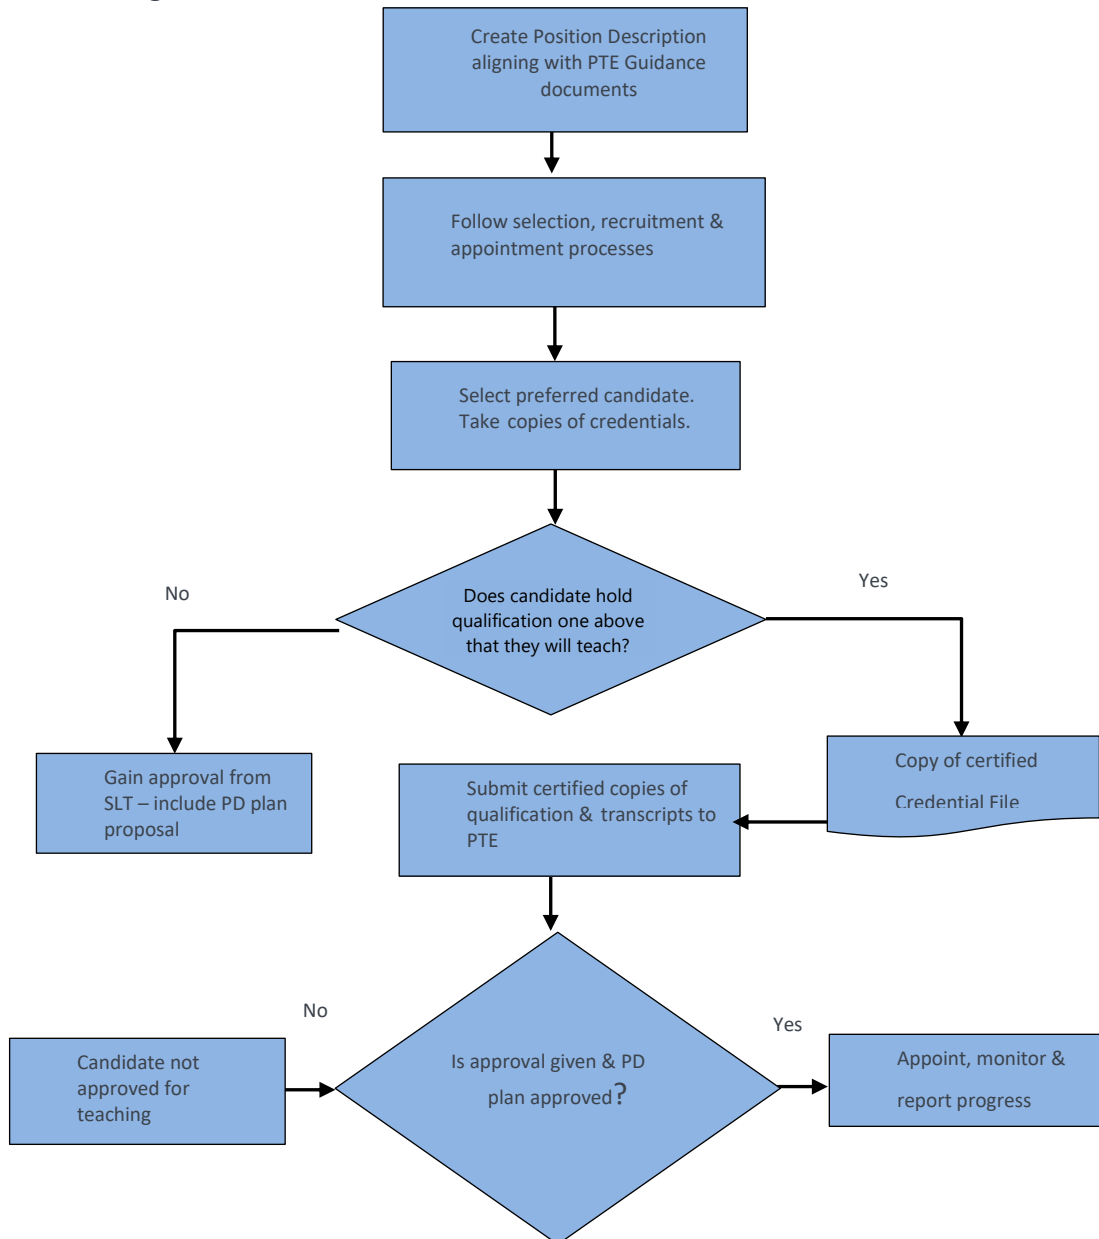 Create Position Description
aligning with PTE Guidance
documents
Follow selection, recruitment &
appointment processes
Select preferred candidate.
Take copies of credentials.
No
Yes
Does candidate hold
qualification one above
that they will teach?
Gain approval from
SLT – include PD plan
proposal
Submit certified copies of
qualification & transcripts to
PTE
Copy of certified
Credential File
No
Yes
Candidate not
approved for
teaching
Is approval given & PD
plan approved?
Appoint, monitor &
report progress